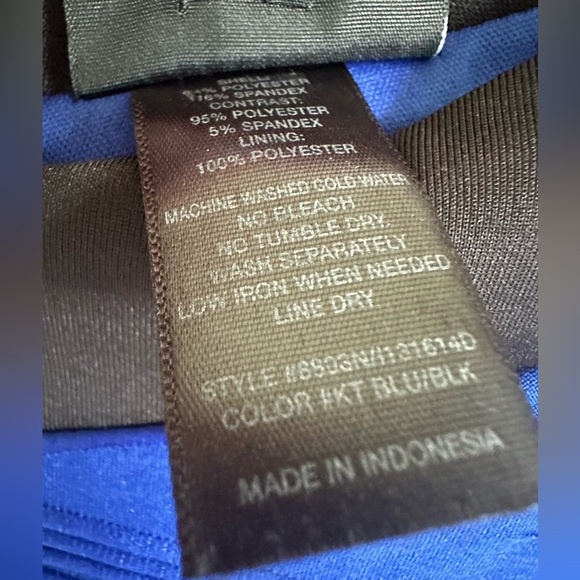 SHELL:
POLYESTER
SPANDEX
CONTRAST:
95% POLYESTER
5% SPANDEX
LINING:
100% POLYESTER
MACHINE WASHED COLD WATER
NO BLEACH
NO TUMBLE DRY
WASH SEPARATELY
LOW IRON WHEN NEEDED
LINE DRY
STYLE
COLOR #KT BLU/BLK
MADE IN INDONESIA